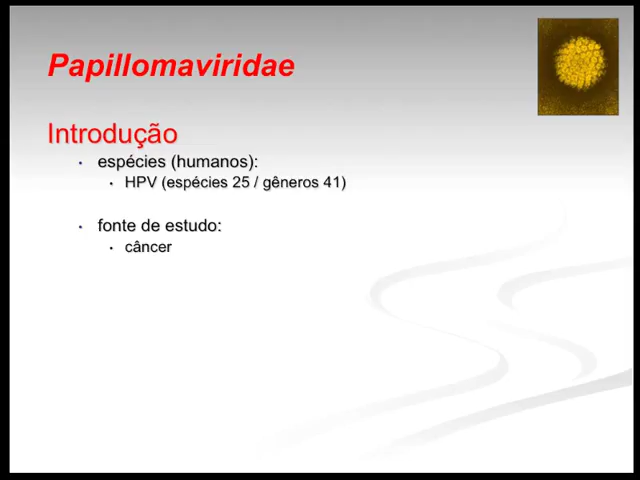 Papillomaviridae
Introdução
• espécies (humanos):
• HPV (espécies 25 / gêneros 41)
• fonte de estudo:
• câncer